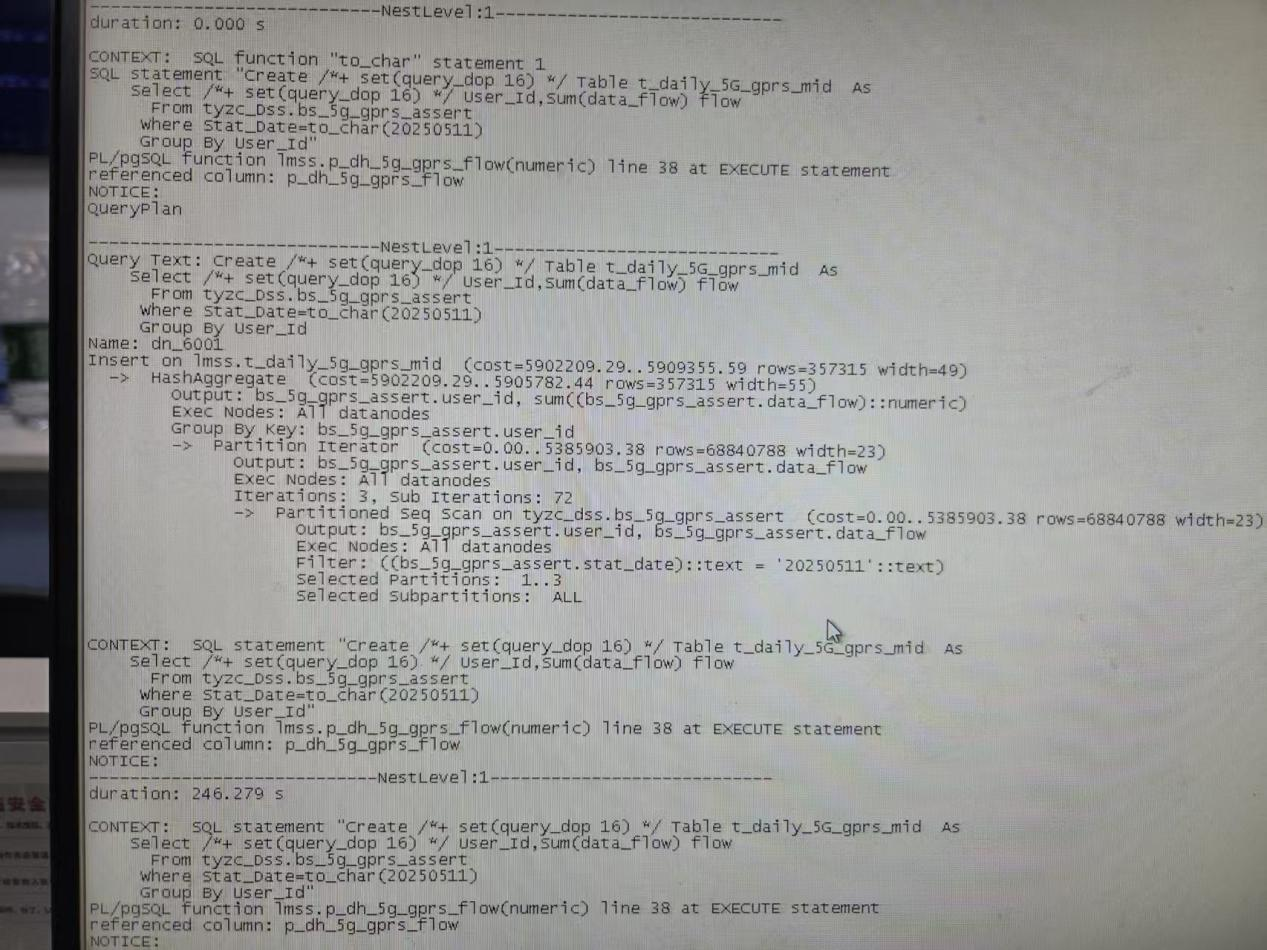 ----------------------------NestLevel:1----------------------------
duration: 0.000 s
CONTEXT:  SQL function "to_char" statement 1
SQL statement "Create /*+ set(query_dop 16) */ Table t_daily_5G_gprs_mid  As
Select /*+ set(query_dop 16) */ User_Id,Sum(data_flow) flow
From tyzc_Dss.bs_5g_gprs_assert
Where Stat_Date=to_char(20250511)
Group By User_Id"
PL/pgSQL function lmss.p_dh_5g_gprs_flow(numeric) line 38 at EXECUTE statement
referenced column: p_dh_5g_gprs_flow
NOTICE:
QueryPlan
----------------------------NestLevel:1----------------------------
Query Text: Create /*+ set(query_dop 16) */ Table t_daily_5G_gprs_mid  As
Select /*+ set(query_dop 16) */ User_Id,Sum(data_flow) flow
From tyzc_Dss.bs_5g_gprs_assert
Where Stat_Date=to_char(20250511)
Group By User_Id
Name: dn_6001
Insert on lmss.t_daily_5g_gprs_mid  (cost=5902209.29..5909355.59 rows=357315 width=49)
->  HashAggregate  (cost=5902209.29..5905782.44 rows=357315 width=55)
Output: bs_5g_gprs_assert.user_id, sum((bs_5g_gprs_assert.data_flow)::numeric)
Exec Nodes: All datanodes
Group By Key: bs_5g_gprs_assert.user_id
->  Partition Iterator  (cost=0.00..5385903.38 rows=68840788 width=23)
Output: bs_5g_gprs_assert.user_id, bs_5g_gprs_assert.data_flow
Exec Nodes: All datanodes
Iterations: 3, Sub Iterations: 72
->  Partitioned Seq Scan on tyzc_dss.bs_5g_gprs_assert  (cost=0.00..5385903.38 rows=68840788 width=23)
Output: bs_5g_gprs_assert.user_id, bs_5g_gprs_assert.data_flow
Exec Nodes: All datanodes
Filter: ((bs_5g_gprs_assert.stat_date)::text = '20250511'::text)
Selected Partitions:  1..3
Selected Subpartitions:  ALL
CONTEXT:  SQL statement "Create /*+ set(query_dop 16) */ Table t_daily_5G_gprs_mid  As
Select /*+ set(query_dop 16) */ User_Id,Sum(data_flow) flow
From tyzc_Dss.bs_5g_gprs_assert
Where Stat_Date=to_char(20250511)
Group By User_Id"
PL/pgSQL function lmss.p_dh_5g_gprs_flow(numeric) line 38 at EXECUTE statement
referenced column: p_dh_5g_gprs_flow
NOTICE:
----------------------------NestLevel:1----------------------------
duration: 246.279 s
CONTEXT:  SQL statement "Create /*+ set(query_dop 16) */ Table t_daily_5G_gprs_mid  As
Select /*+ set(query_dop 16) */ User_Id,Sum(data_flow) flow
From tyzc_Dss.bs_5g_gprs_assert
Where Stat_Date=to_char(20250511)
Group By User_Id"
PL/pgSQL function lmss.p_dh_5g_gprs_flow(numeric) line 38 at EXECUTE statement
referenced column: p_dh_5g_gprs_flow
NOTICE:
安全